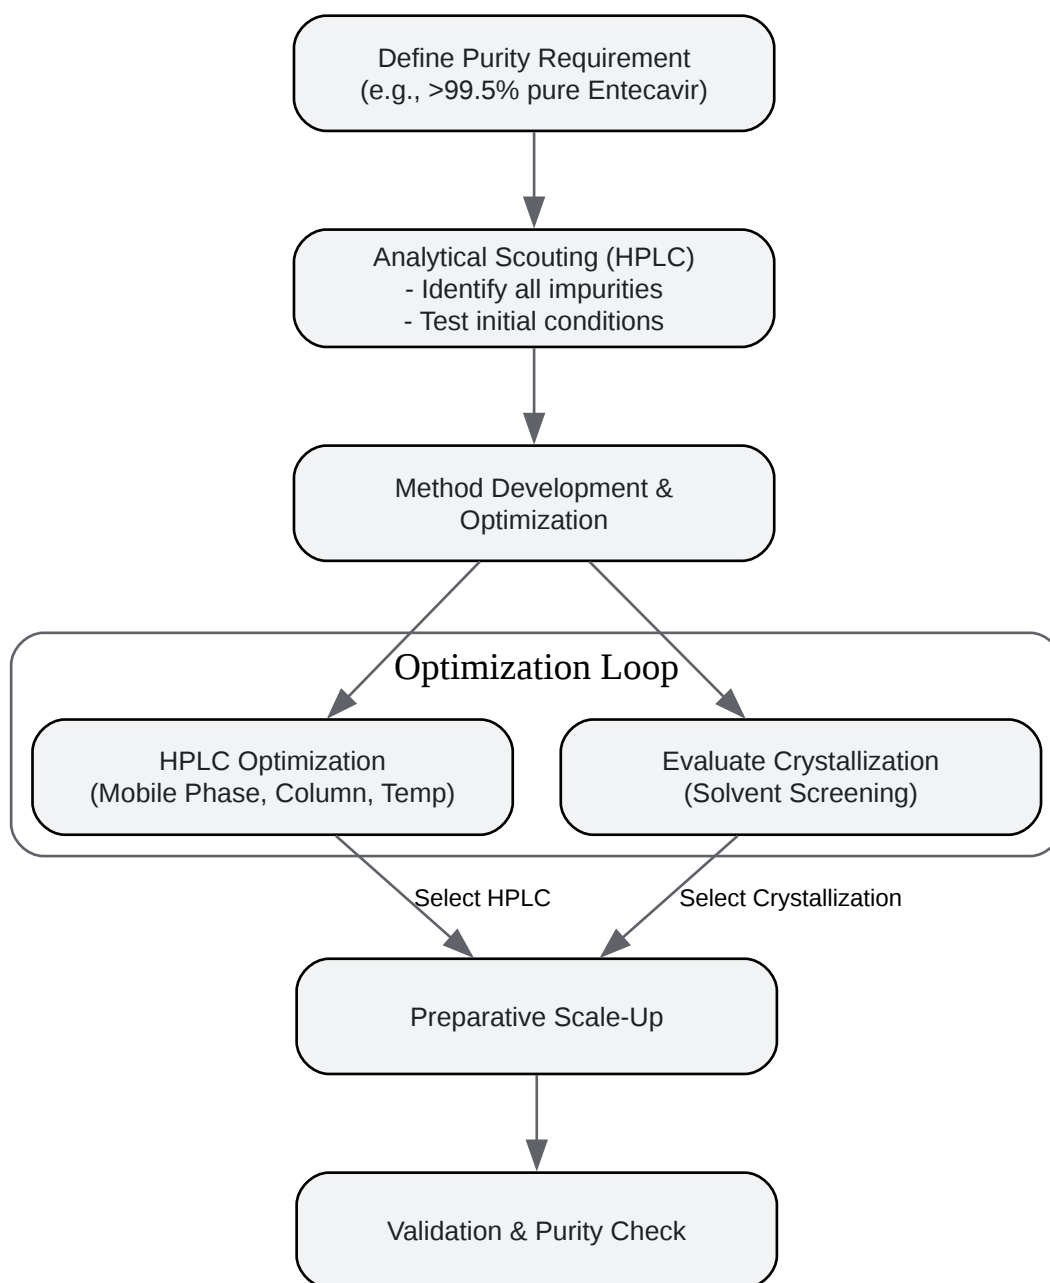 Define Purity Requirement
(e.g., >99.5% pure Entecavir)
Analytical Scouting (HPLC)
- Identify all impurities
- Test initial conditions
Method Development &
Optimization
Optimization Loop
HPLC Optimization
(Mobile Phase, Column, Temp)
Evaluate Crystallization
(Solvent Screening)
Select HPLC
Select Crystallization
Preparative Scale-Up
Validation & Purity Check